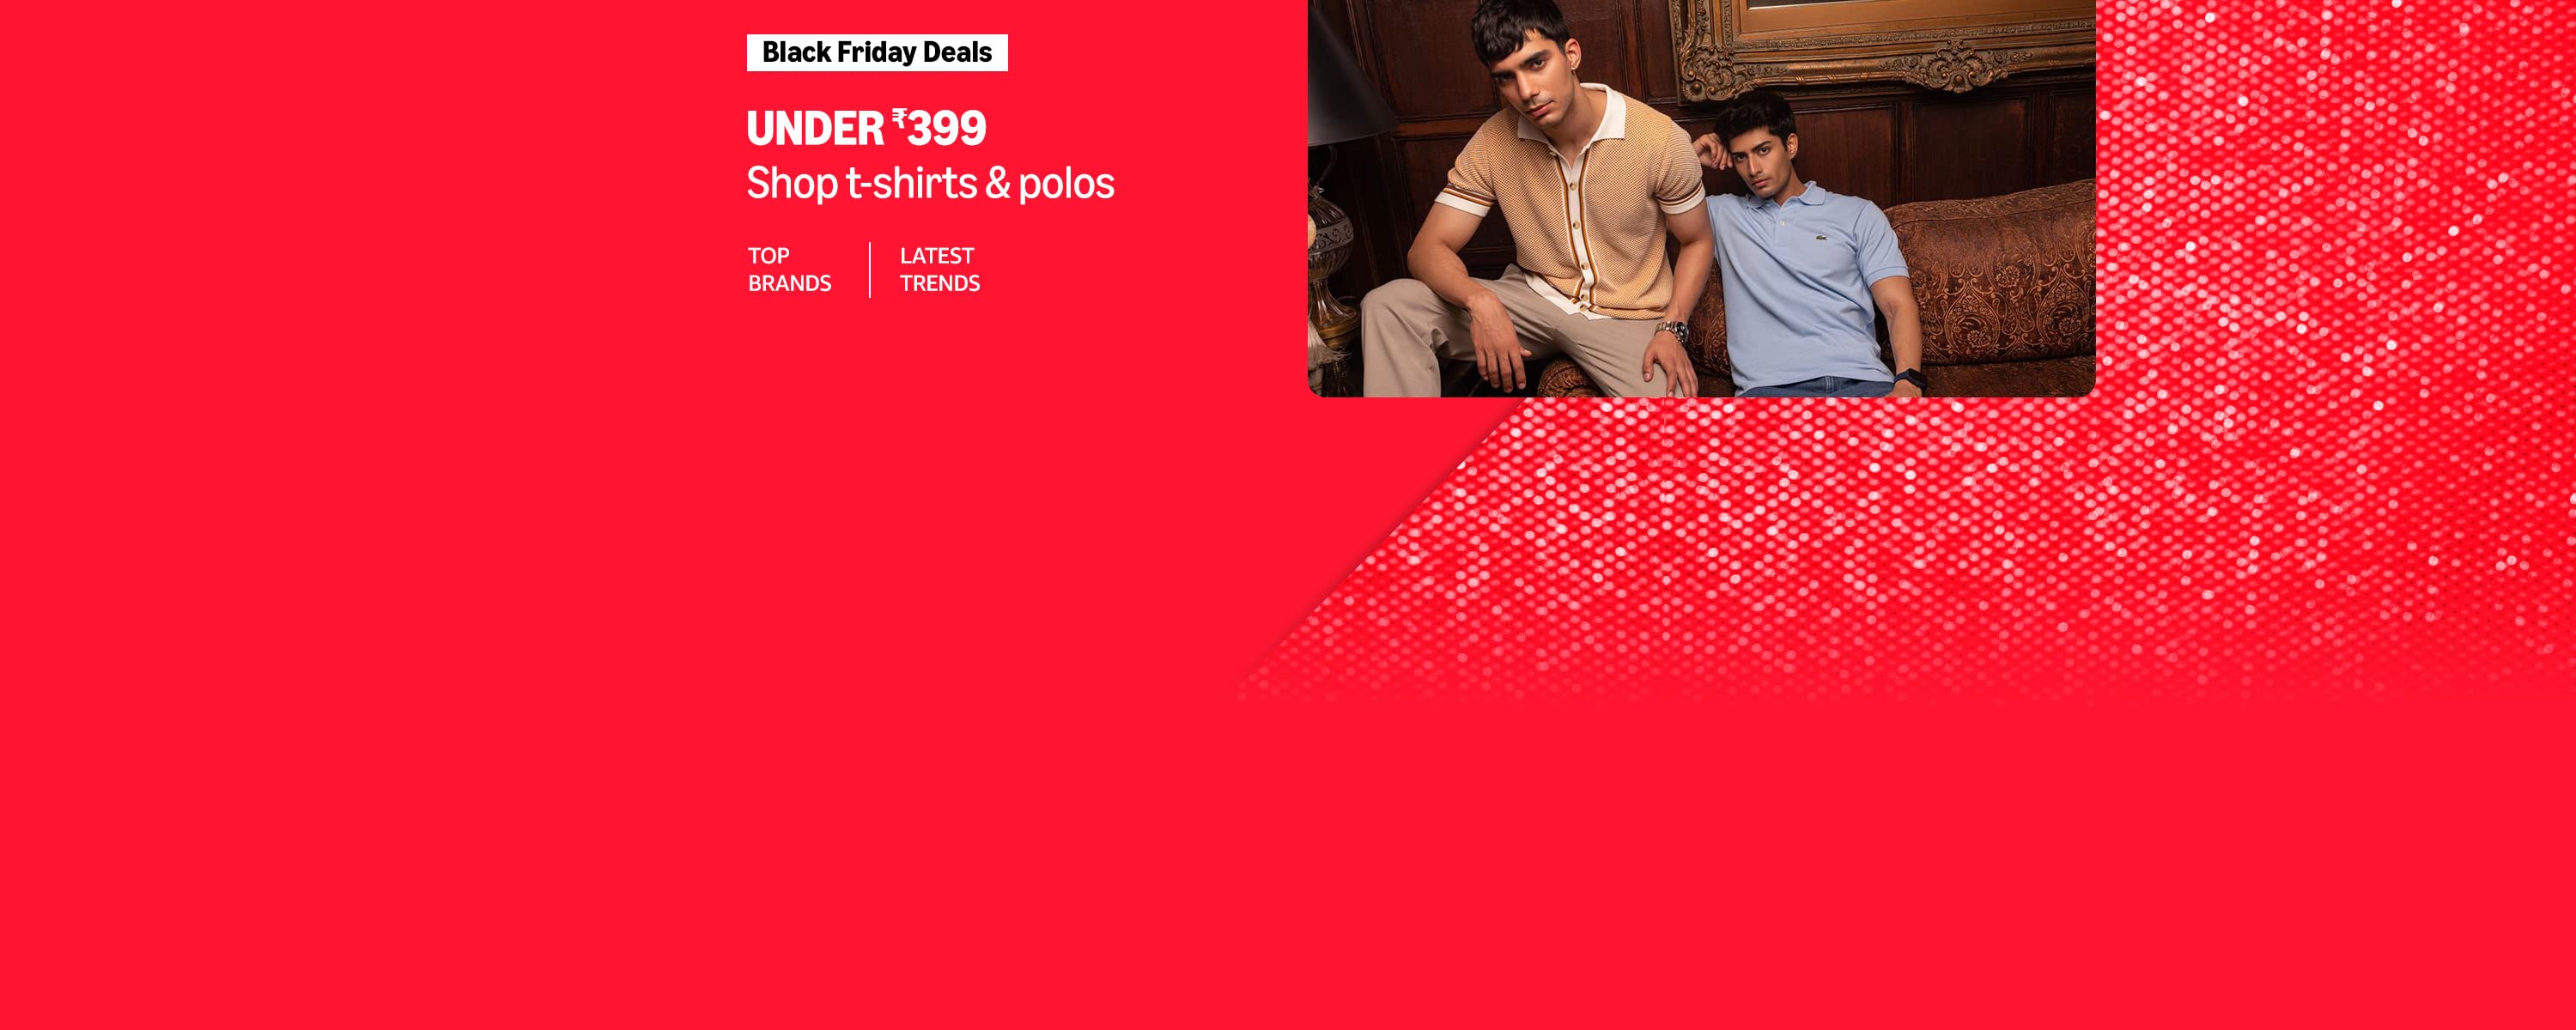 Black Friday Deals
UNDER ₹399
Shop t-shirts & polos
TOP BRANDS
LATEST TRENDS